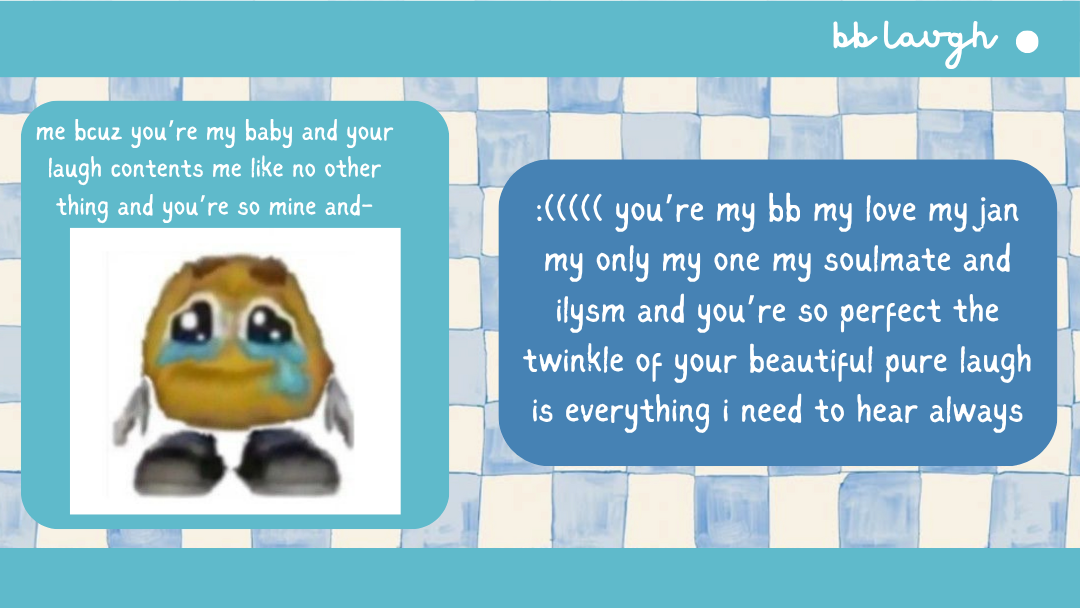 bb laugh
me bcuz you're my baby and your
laugh contents me like no other
thing and you're so mine and-
:((((( you're my bb my love my jan
my only my one my soulmate and
ilysm and you're so perfect the
twinkle of your beautiful pure laugh
is everything i need to hear always